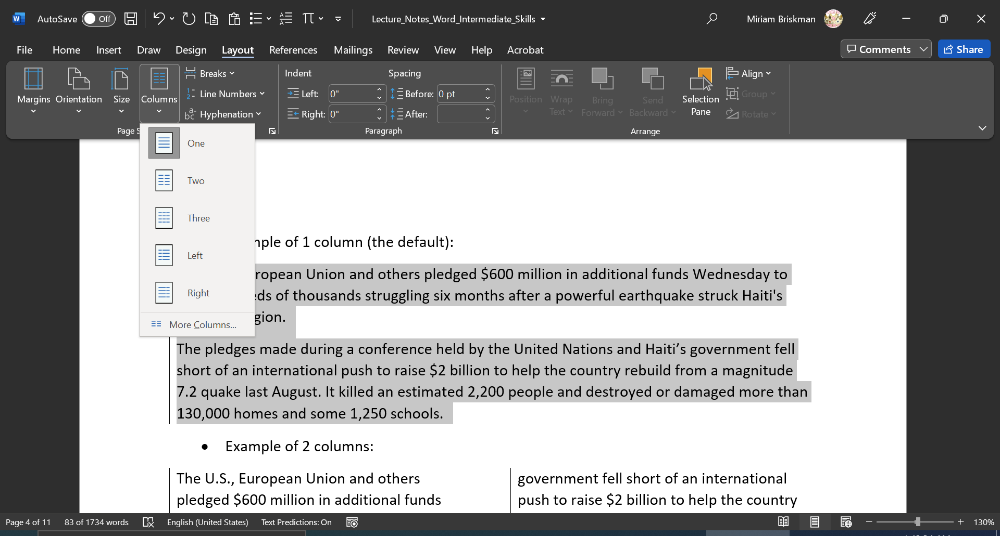 AutoSave Off Lecture_Notes_Word_Intermediate_Skills Miriam Briskman
File Home Insert Draw Design Layout References Mailings Review View Help Acrobat Comments Share
Margins Orientation Size Columns
Breaks
Line Numbers
Hyphenation
Page S
Indent Spacing
Left: 0" Before: 0 pt
Right: 0" After:
Paragraph
Position Wrap Text Bring Forward Send Backward Selection Pane
Align
Group
Rotate
Arrange
One
Two
Three
Left
Right
More Columns...
mple of 1 column (the default):
ropean Union and others pledged $600 million in additional funds Wednesday to
eds of thousands struggling six months after a powerful earthquake struck Haiti's
gion.
The pledges made during a conference held by the United Nations and Haiti’s government fell
short of an international push to raise $2 billion to help the country rebuild from a magnitude
7.2 quake last August. It killed an estimated 2,200 people and destroyed or damaged more than
130,000 homes and some 1,250 schools.
• Example of 2 columns:
The U.S., European Union and others
pledged $600 million in additional funds
government fell short of an international
push to raise $2 billion to help the country
Page 4 of 11 83 of 1734 words English (United States) Text Predictions: On 130%